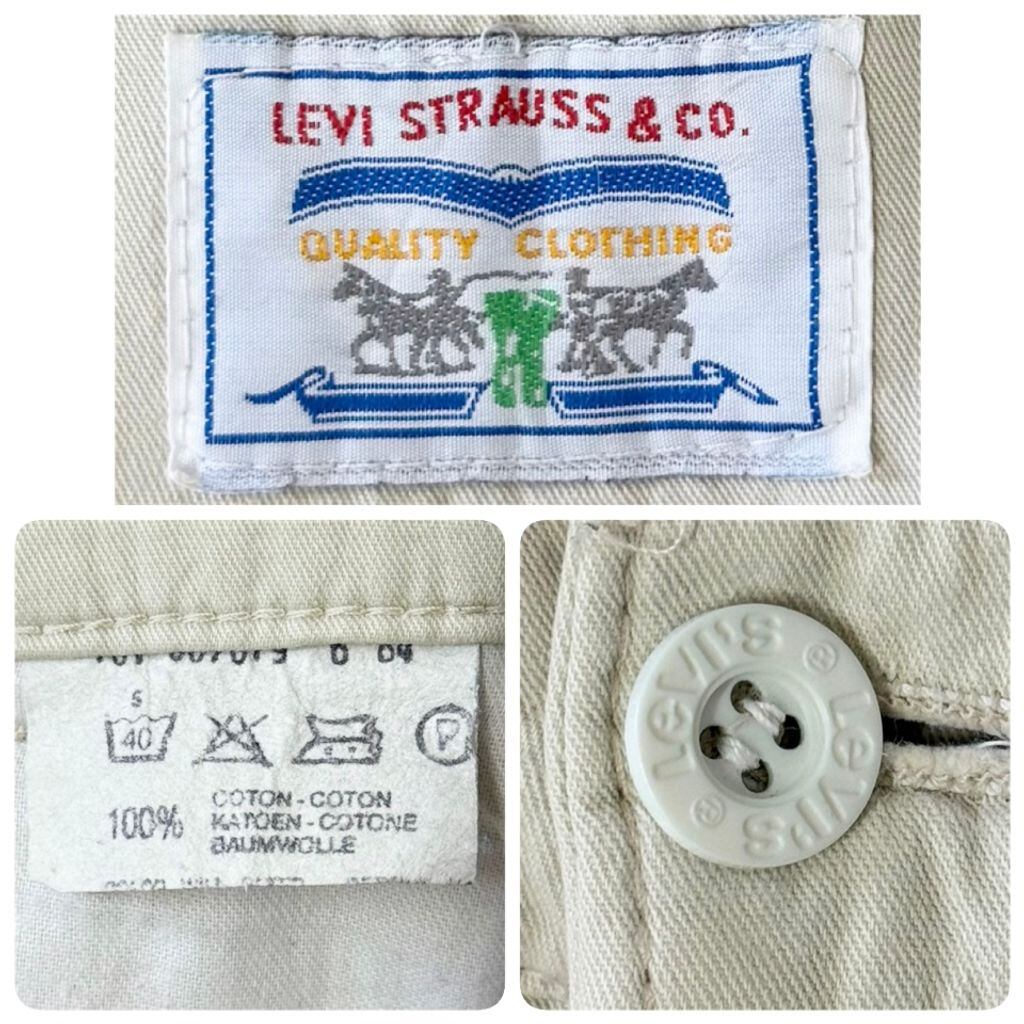 LEVI STRAUSS & CO.
QUALITY CLOTHING
S
40
P
100%
COTON - COTON
KATOEN - COTONE
BAUMWOLLE
LEVI'S ® LEVI'S ®